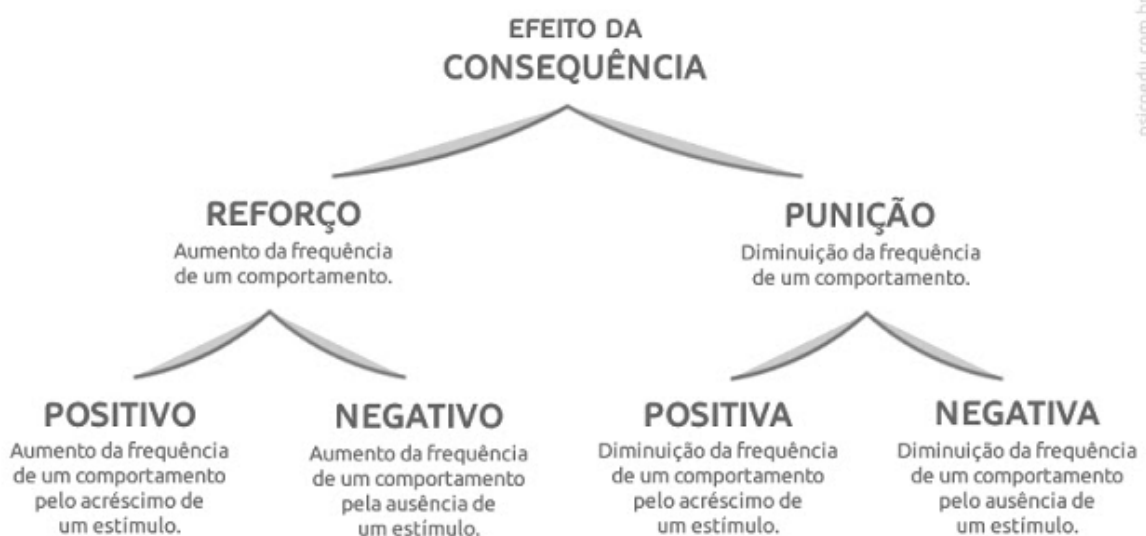 EFEITO DA
CONSEQUÊNCIA
REFORÇO
Aumento da frequência
de um comportamento.
PUNIÇÃO
Diminuição da frequência
de um comportamento.
POSITIVO
Aumento da frequência
de um comportamento
pelo acréscimo de
um estímulo.
NEGATIVO
Aumento da frequência
de um comportamento
pela ausência de
um estímulo.
POSITIVA
Diminuição da frequência
de um comportamento
pelo acréscimo de
um estímulo.
NEGATIVA
Diminuição da frequência
de um comportamento
pelo ausência de
um estímulo.